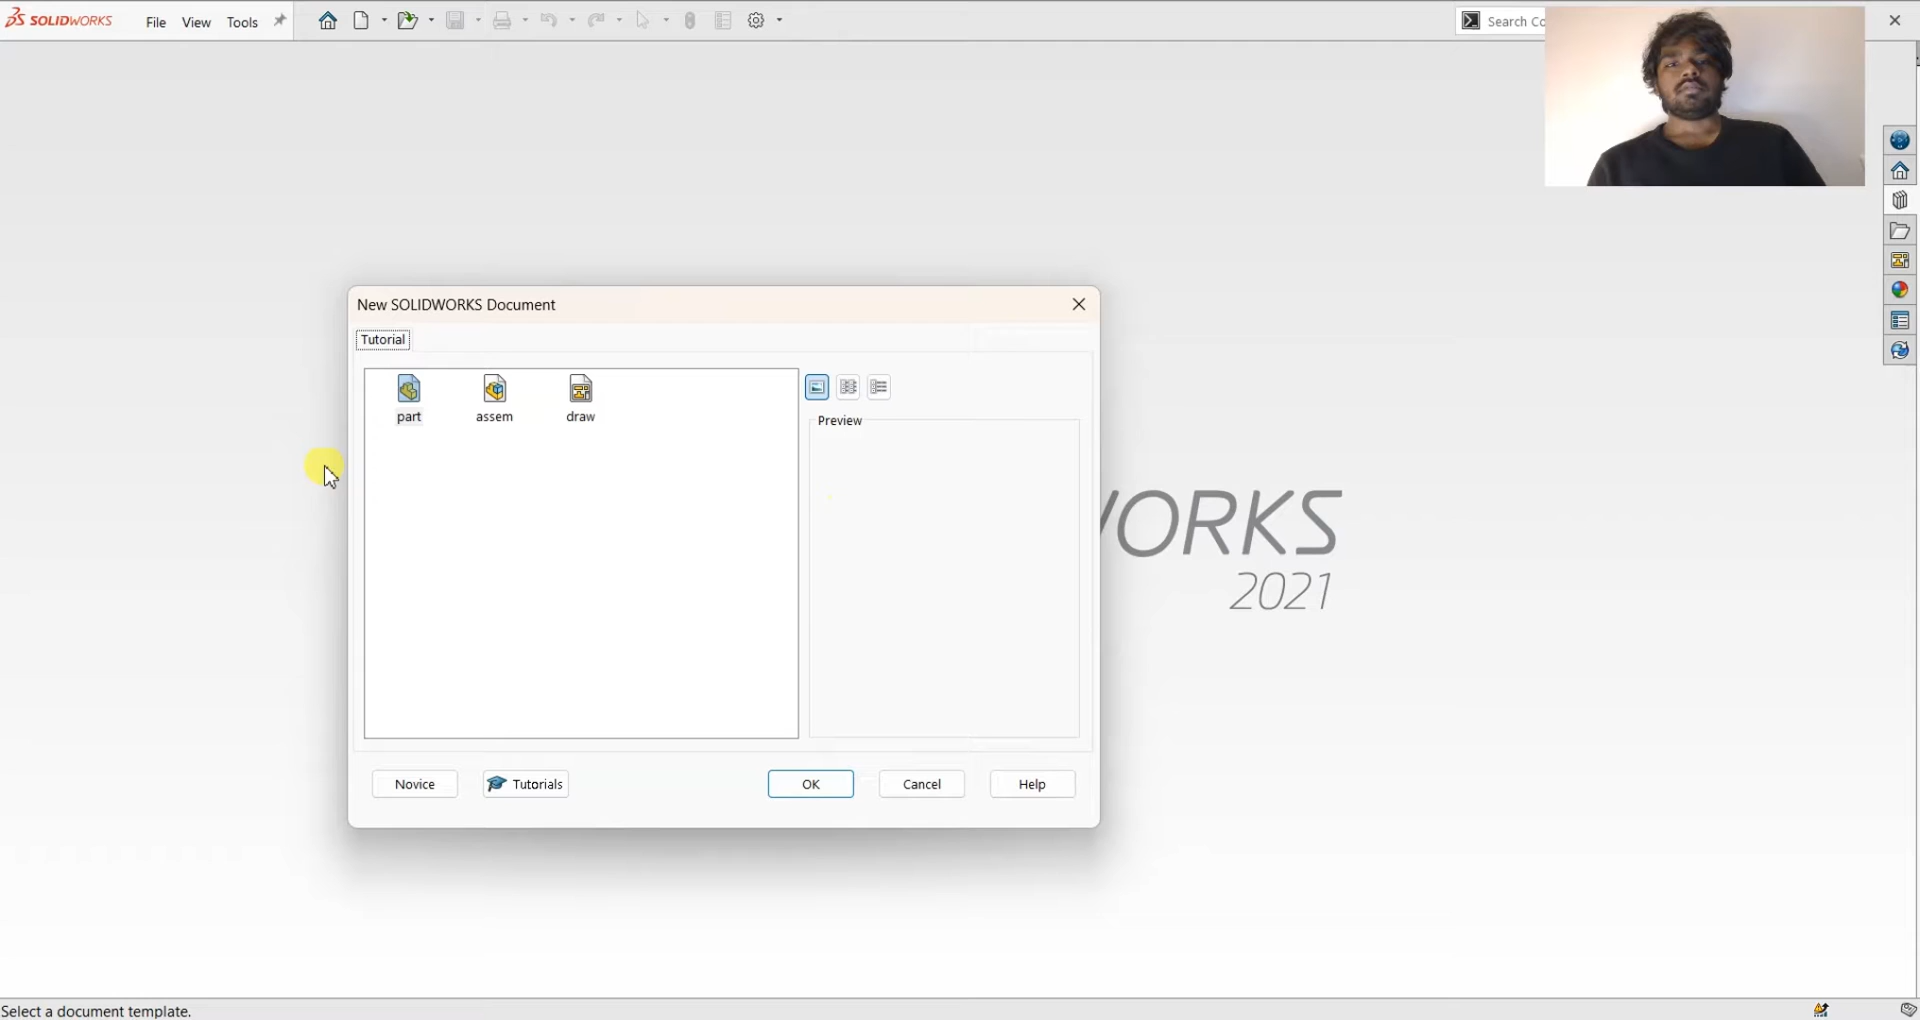 SOLIDWORKS File View Tools Search Co
New SOLIDWORKS Document
Tutorial
part assem draw
Preview
WORKS
2021
Novice Tutorials OK Cancel Help
Select a document template.